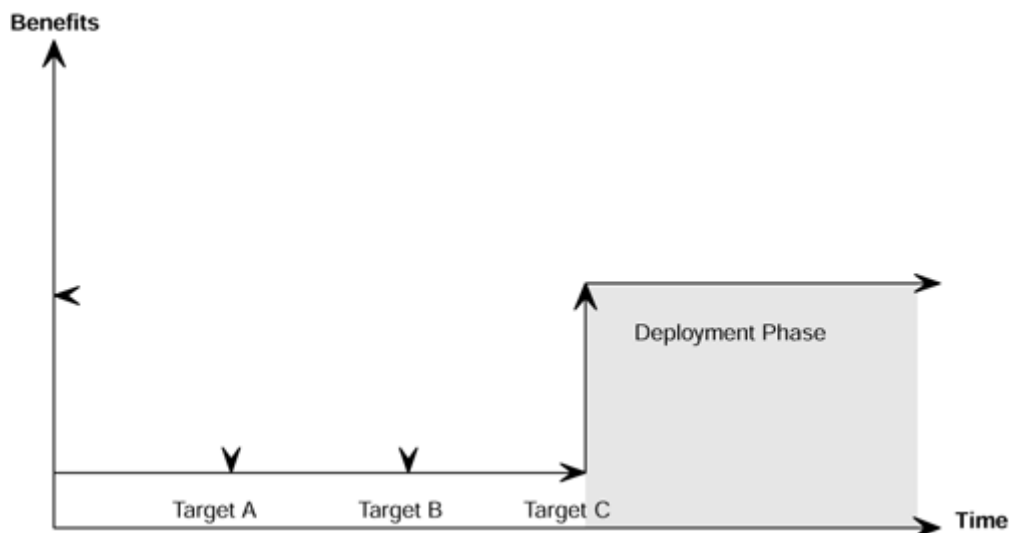 Benefits
Deployment Phase
Target A
Target B
Target C
Time